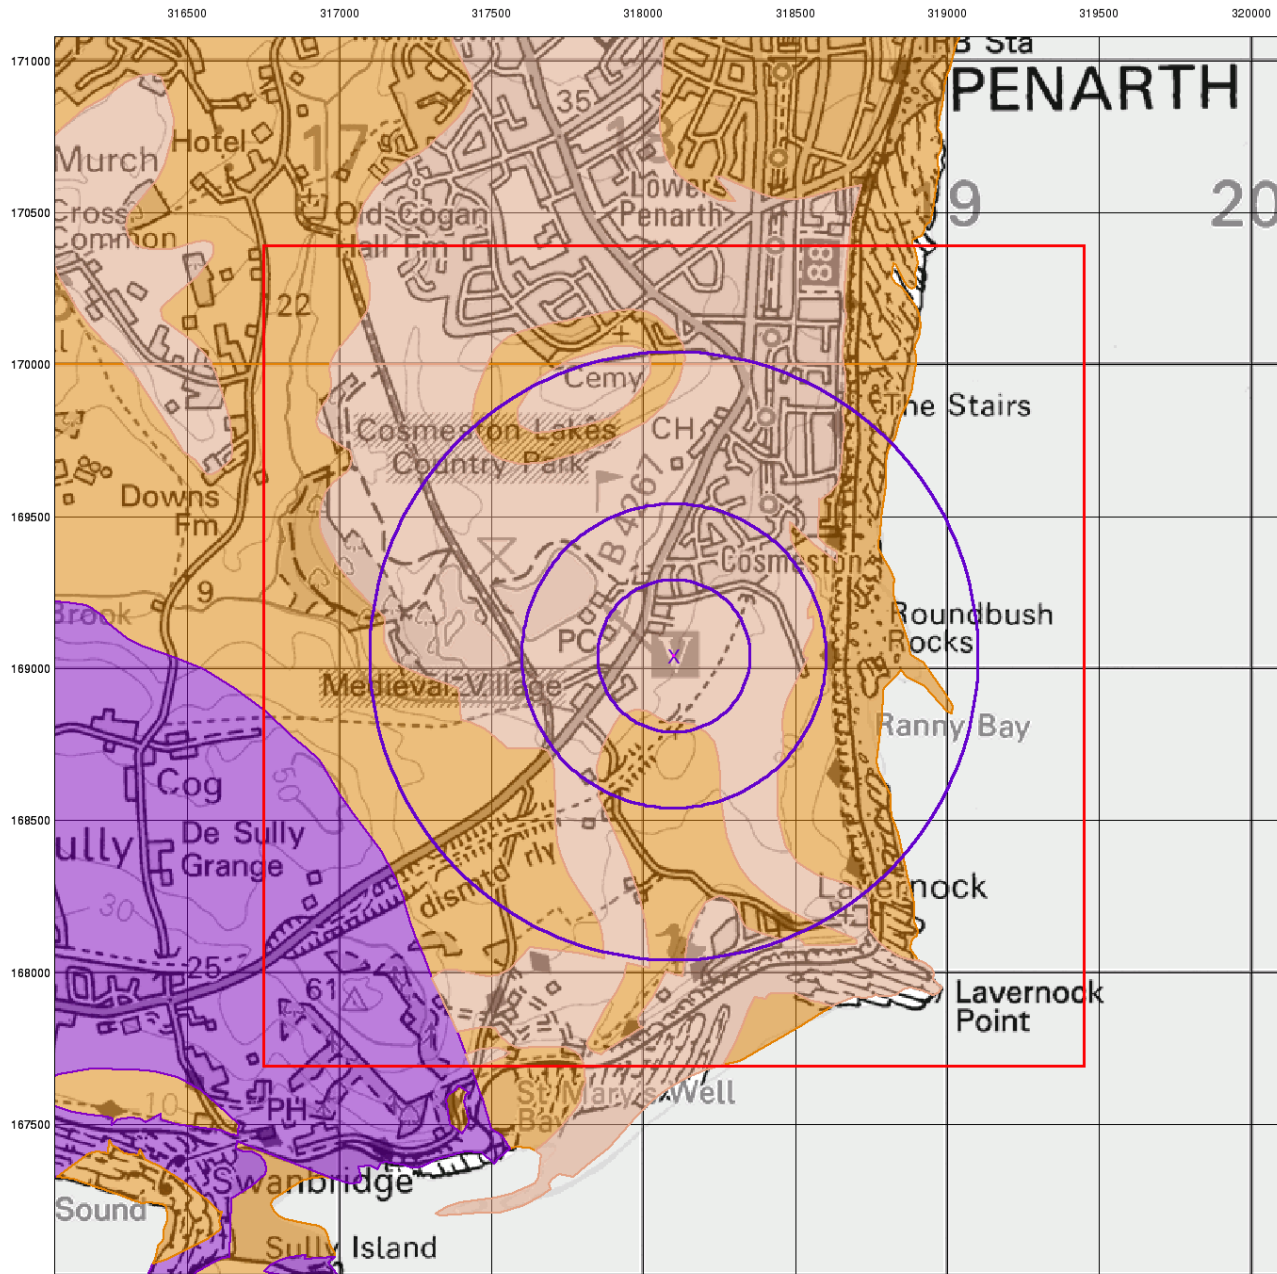 316500 317000 317500 318000 318500 319000 319500 320000
171000
Sta
PENARTH
35
Hotel
17
Murch
Lower
Penarth
Cross
Common
170500
Old Cogan
Hall Fm
9
20
22
170000
Cemy
The Stairs
CH
Cosmeston Lakes
Country Park
Downs
Fm
B 4267
169500
Cosmeston
9
Brook
Roundbush
Rocks
PC
V
X
169000
Medieval Village
Ranny Bay
Cog
50
168500
ully
De Sully
Grange
dismtd rly
30
Lavernock
25
168000
61
Lavernock
Point
10
PH
St Mary's Well
Bay
167500
Swanbridge
Sound
Sully Island